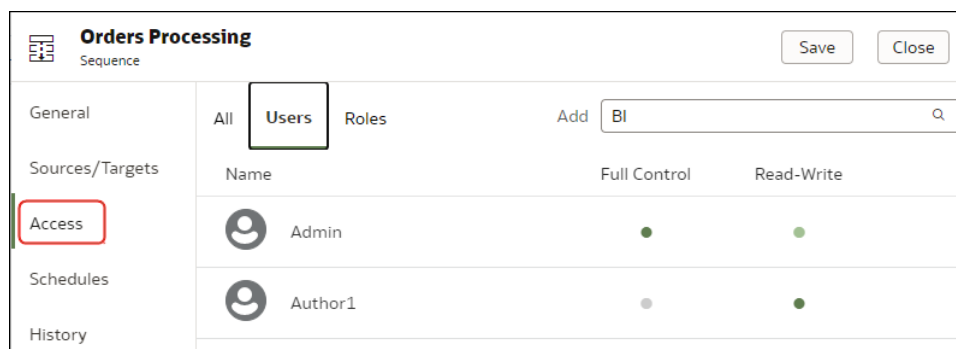 Orders Processing
Sequence
Save
Close
General
Sources/Targets
Access
Schedules
History
All Users Roles
Add BI
Name Full Control Read-Write
Admin
Author1